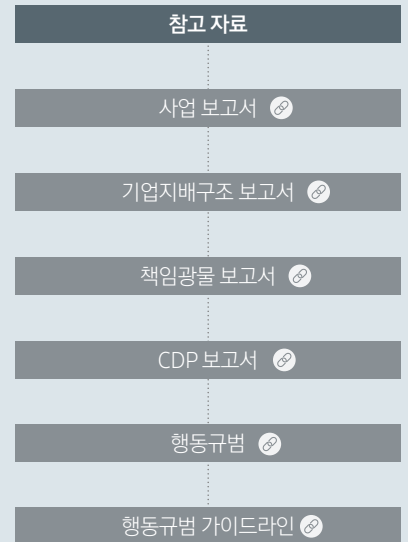 참고 자료
사업 보고서
기업지배구조 보고서
책임광물 보고서
CDP 보고서
행동규범
행동규범 가이드라인